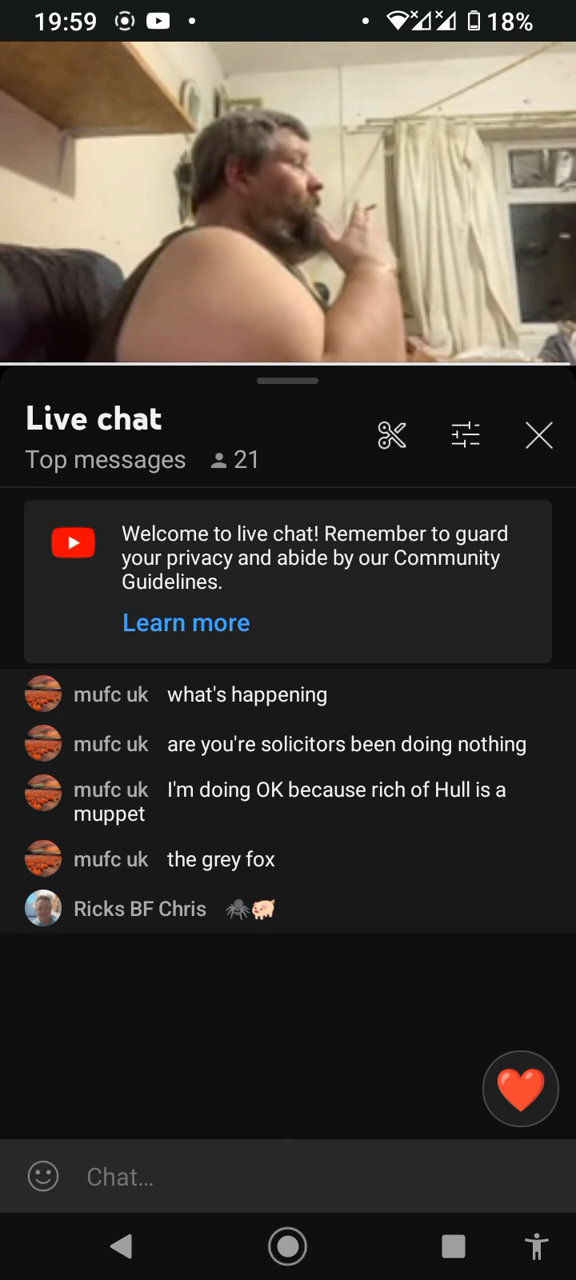 19:59 18%
Live chat
Top messages 21
Welcome to live chat! Remember to guard
your privacy and abide by our Community
Guidelines.
Learn more
mufc uk what's happening
mufc uk are you're solicitors been doing nothing
mufc uk I'm doing OK because rich of Hull is a
muppet
mufc uk the grey fox
Ricks BF Chris 🕷️🐖
Chat...